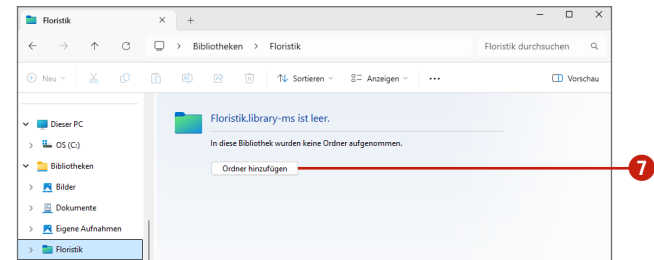 Floristik
Bibliotheken > Floristik
Floristik durchsuchen
Neu
Sortieren
Anzeigen
Vorschau
Dieser PC
OS (C:)
Bibliotheken
Bilder
Dokumente
Eigene Aufnahmen
Floristik
Floristik.library-ms ist leer.
In diese Bibliothek wurden keine Ordner aufgenommen.
Ordner hinzufügen
7